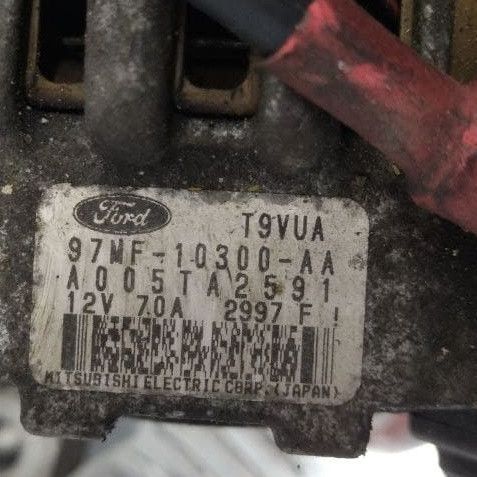 Ford T9VUA
97MF-10300-AA
A005TA2591
12V 70A 2997 F !
MITSUBISHI ELECTRIC CORP. (JAPAN)